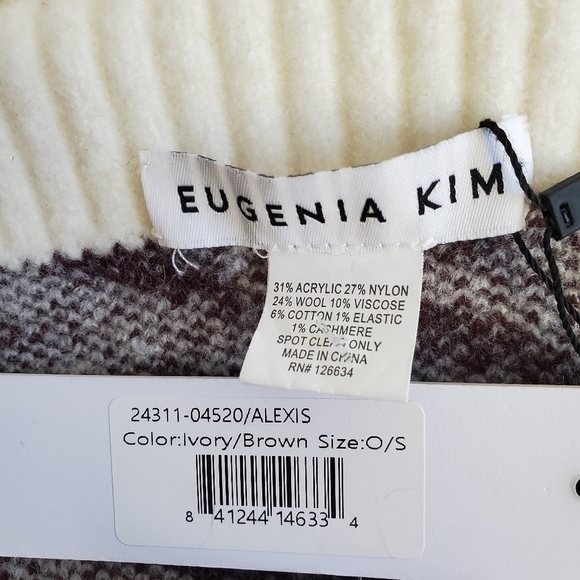 EUGENIA KIM
31% ACRYLIC 27% NYLON
24% WOOL 10% VISCOSE
6% COTTON 1% ELASTIC
1% CASHMERE
SPOT CLEAN ONLY
MADE IN CHINA
RN# 126634
24311-04520/ALEXIS
Color:Ivory/Brown Size:O/S
8 41244 14633 4